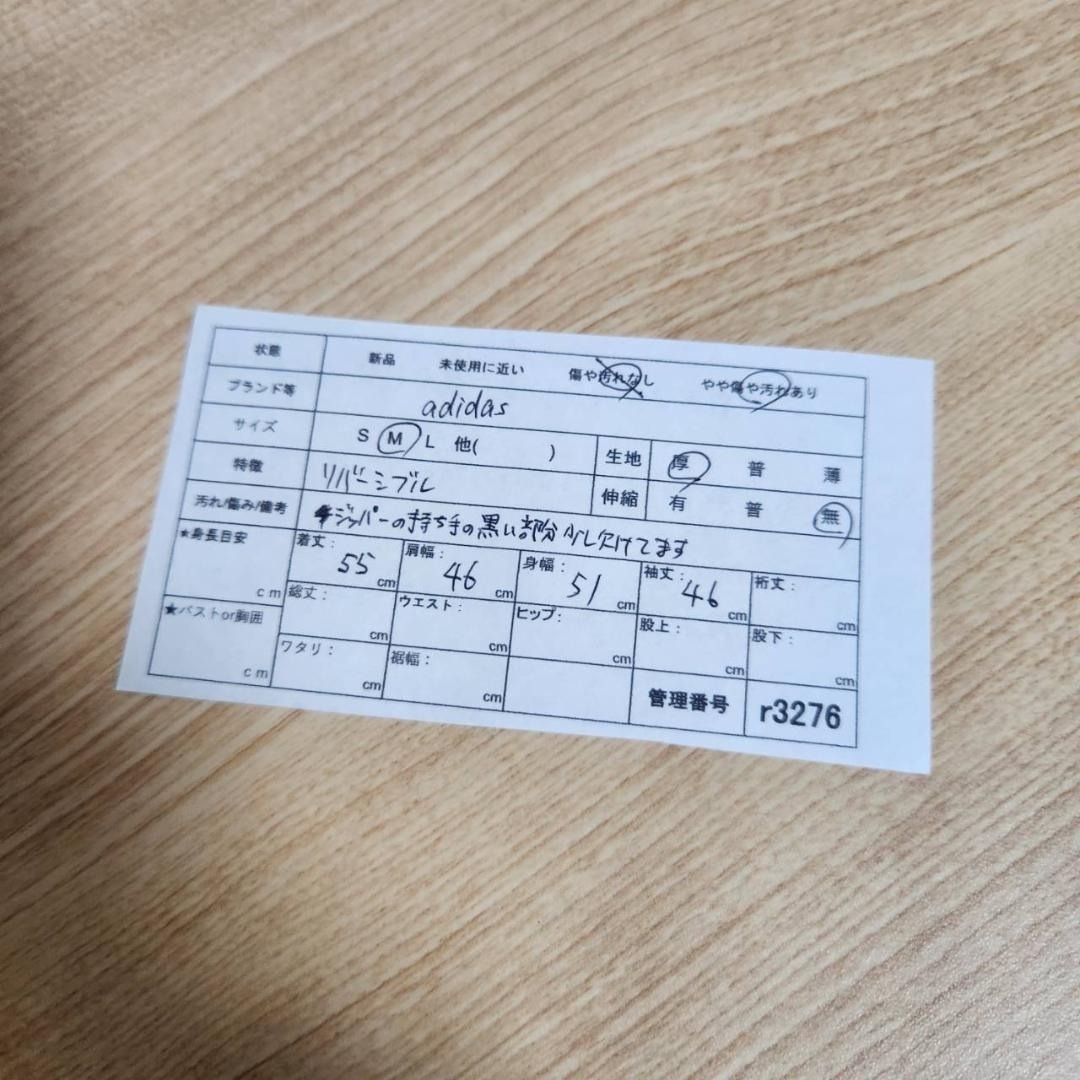 状態 新品 未使用に近い 傷や汚れなし やや傷や汚れあり
ブランド等 adidas
サイズ S M L 他( ) 生地 厚 普 薄
特徴 リバーシブル 伸縮 有 普 無
汚れ/傷み/備考 ジッパーの持ち手の黒い部分少し欠けてます
★身長目安 cm 着丈: 55 cm 肩幅: 46 cm 身幅: 51 cm 袖丈: 46 cm 裄丈: cm
★バストor胸囲 cm 総丈: cm ウエスト: cm ヒップ: cm 股上: cm 股下: cm
ワタリ: cm 裾幅: cm 管理番号 r3276